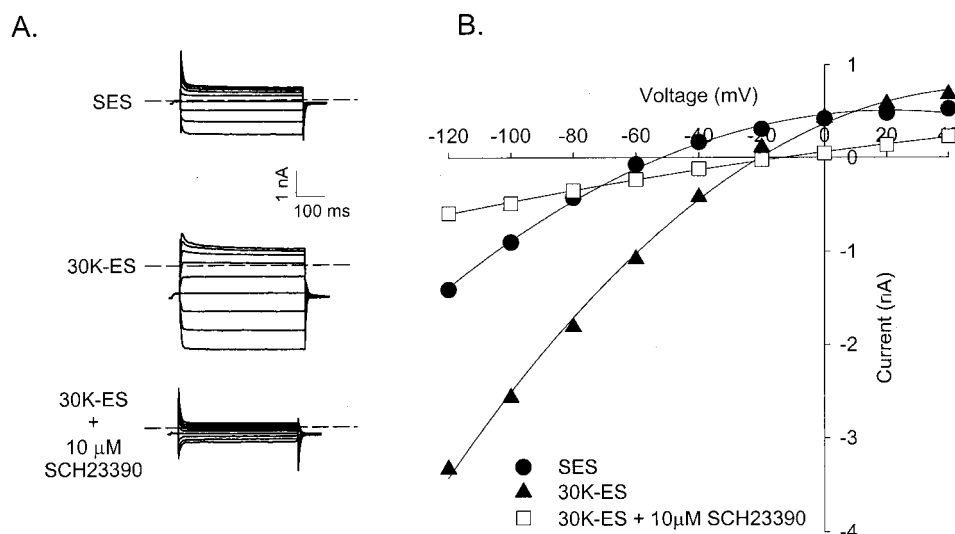 A.
SES
1 nA
100 ms
30K-ES
30K-ES
+
10 μM
SCH23390
B.
Voltage (mV)
-120 -100 -80 -60 -40 -20 0 20
1
0
-1
-2
-3
-4
Current (nA)
SES
30K-ES
30K-ES + 10μM SCH23390